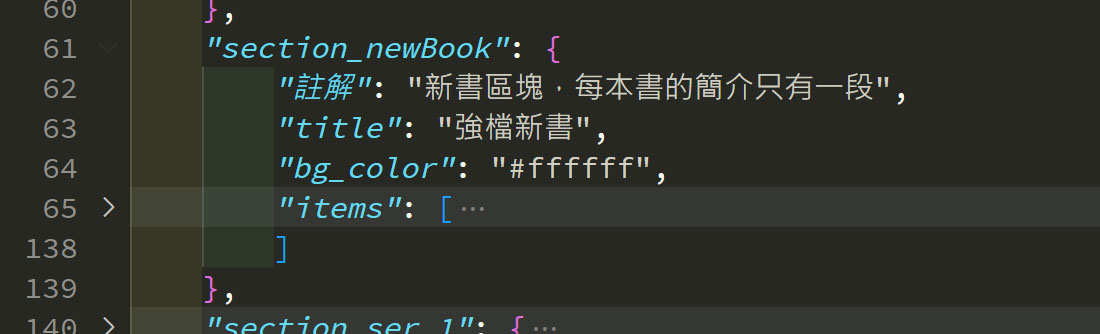 60 },
61 "section_newBook": {
62 "註解": "新書區塊，每本書的簡介只有一段",
63 "title": "強檔新書",
64 "bg_color": "#ffffff",
65 "items": [⋯
138 ]
139 },
140 "section_ser_1": {⋯